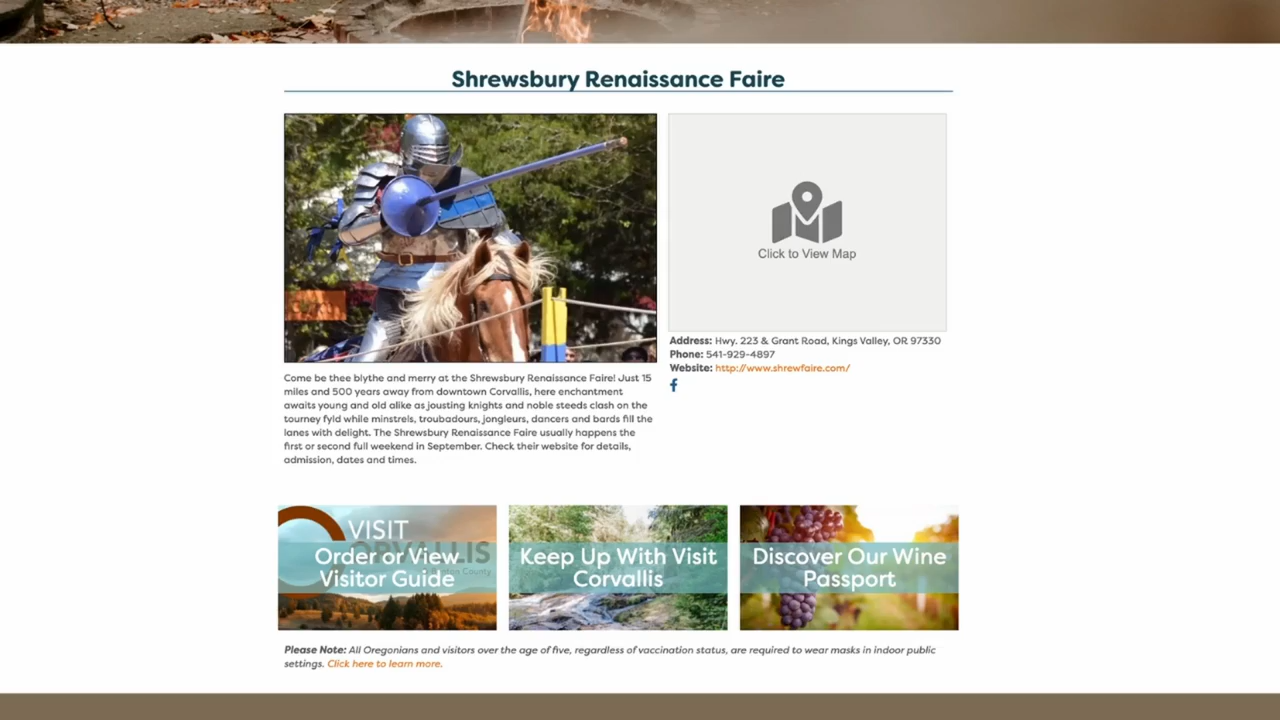 Shrewsbury Renaissance Faire
Click to View Map
Address: Hwy. 223 & Grant Road, Kings Valley, OR 97330
Phone: 541-929-4897
Website: http://www.shrewfaire.com/
Come be thee blythe and merry at the Shrewsbury Renaissance Faire! Just 15
miles and 500 years away from downtown Corvallis, here enchantment
awaits young and old alike as jousting knights and noble steeds clash on the
tourney fyld while minstrels, troubadours, jongleurs, dancers and bards fill the
lanes with delight. The Shrewsbury Renaissance Faire usually happens the
first or second full weekend in September. Check their website for details,
admission, dates and times.
VISIT
Order or View
Visitor Guide
County
Keep Up With Visit
Corvallis
Discover Our Wine
Passport
Please Note: All Oregonians and visitors over the age of five, regardless of vaccination status, are required to wear masks in indoor public
settings. Click here to learn more.